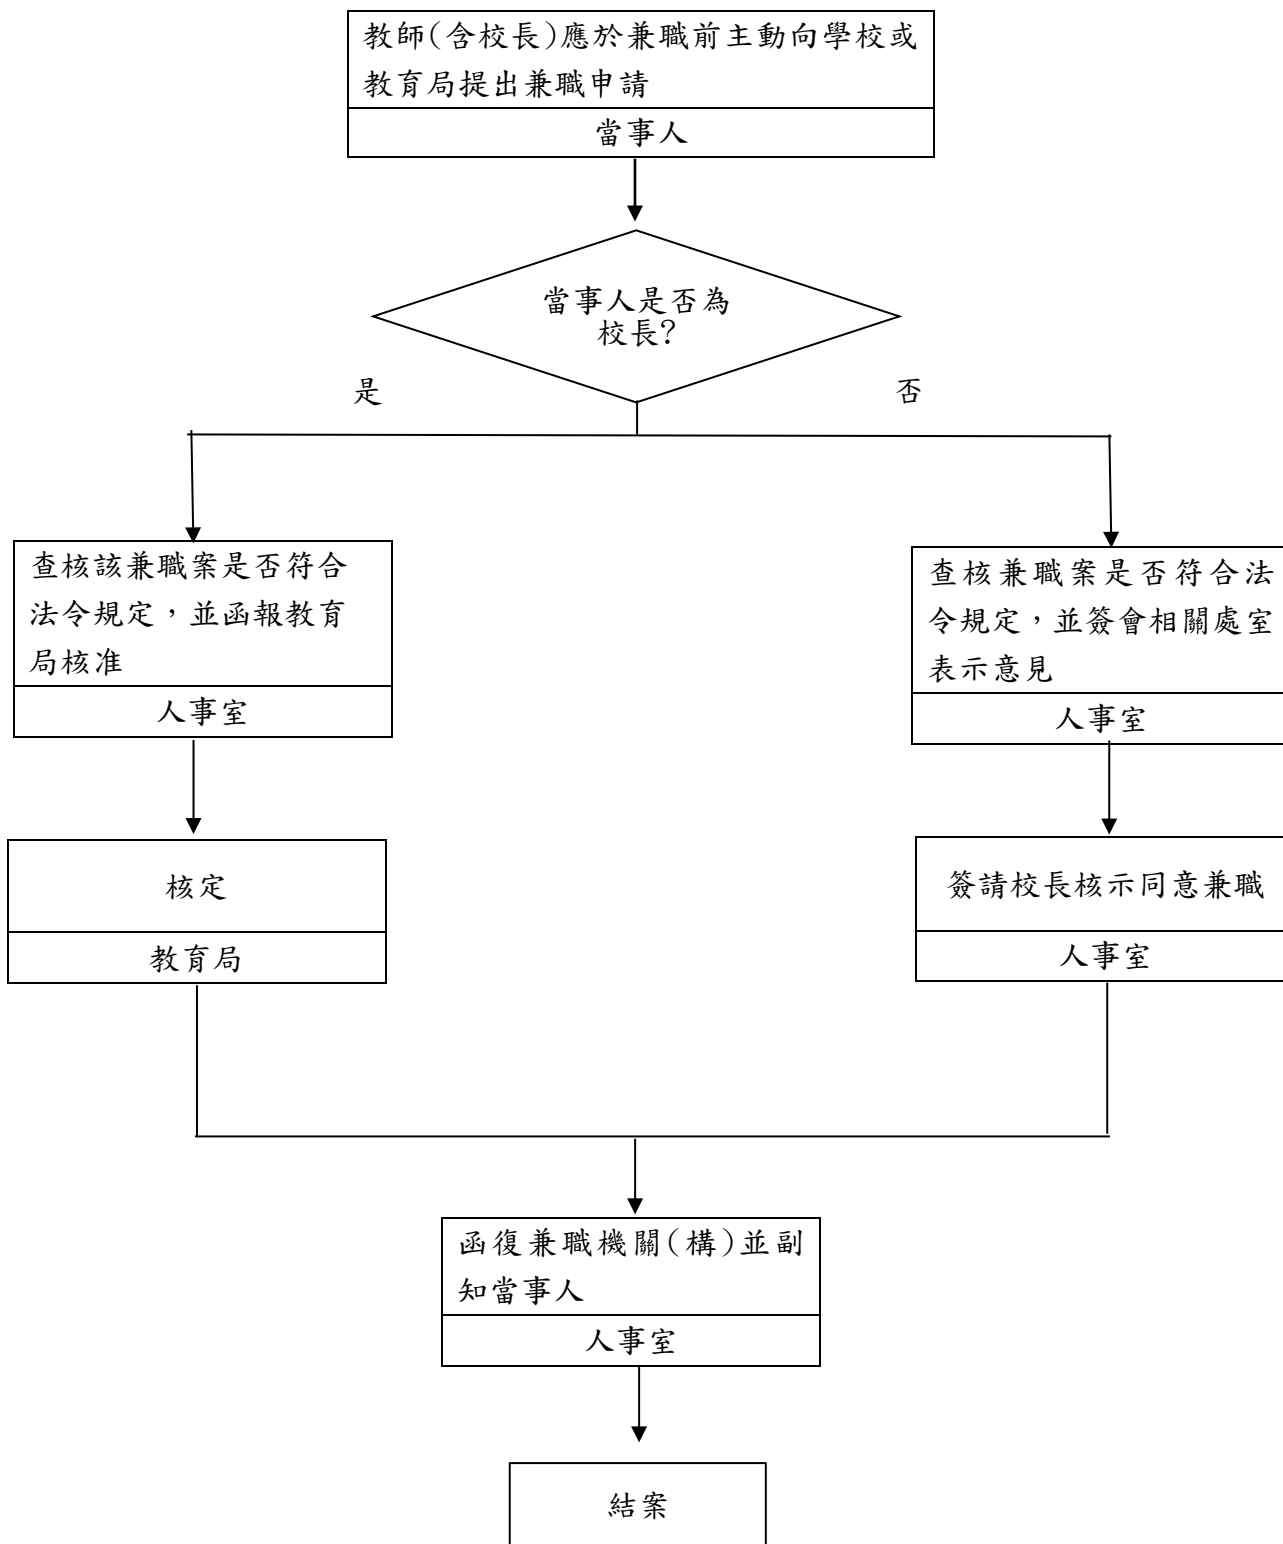 教師(含校長)應於兼職前主動向學校或
教育局提出兼職申請
當事人
當事人是否為
校長?
是
否
查核該兼職案是否符合
法令規定，並函報教育
局核准
人事室
查核兼職案是否符合法
令規定，並簽會相關處室
表示意見
人事室
核定
教育局
簽請校長核示同意兼職
人事室
函復兼職機關(構)並副
知當事人
人事室
結案